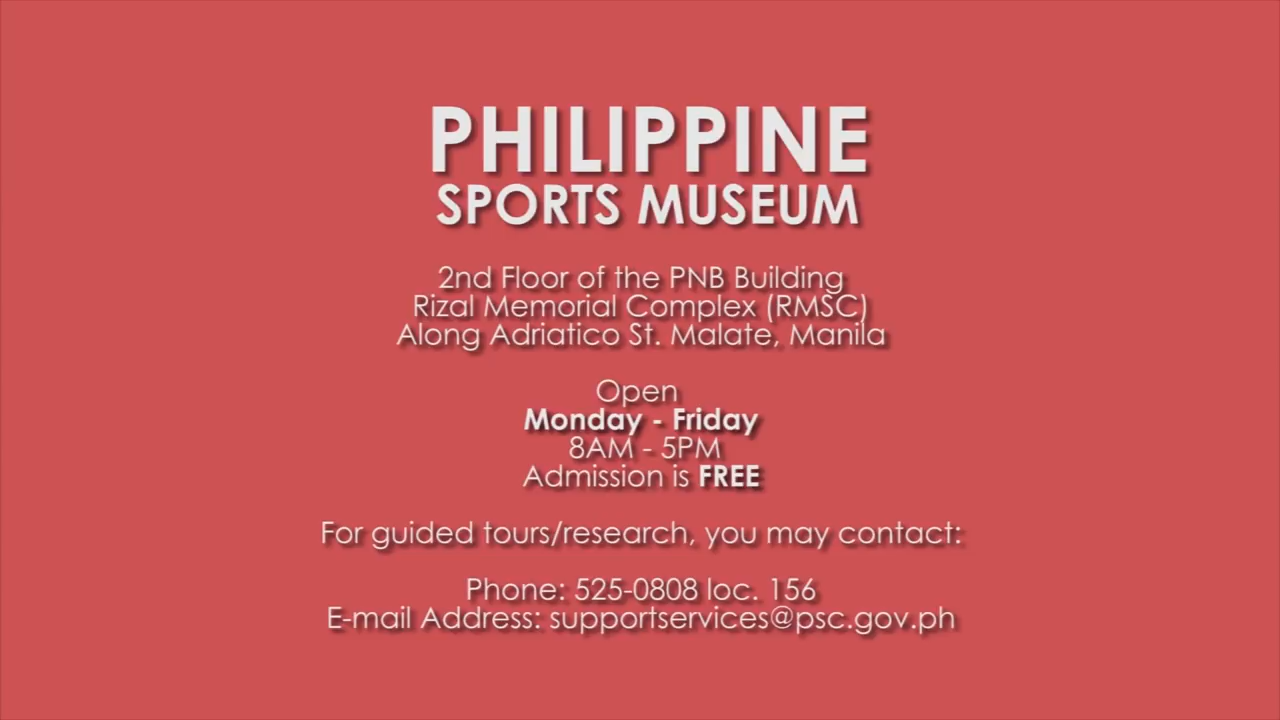 PHILIPPINE
SPORTS MUSEUM
2nd Floor of the PNB Building
Rizal Memorial Complex (RMSC)
Along Adriatico St. Malate, Manila
Open
Monday - Friday
8AM - 5PM
Admission is FREE
For guided tours/research, you may contact:
Phone: 525-0808 loc. 156
E-mail Address: supportservices@psc.gov.ph